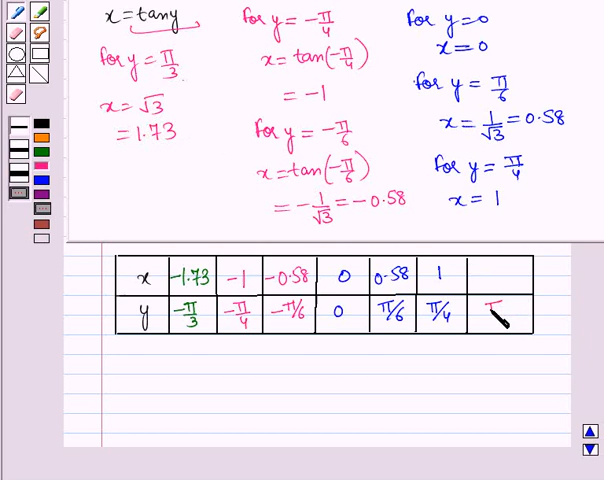 x = tany
for y = π/3
x = √3
= 1.73
for y = -π/4
x = tan(-π/4)
= -1
for y = -π/6
x = tan(-π/6)
= -1/√3 = -0.58
for y = 0
x = 0
for y = π/6
x = 1/√3 = 0.58
for y = π/4
x = 1
x -1.73 -1 -0.58 0 0.58 1
y -π/3 -π/4 -π/6 0 π/6 π/4